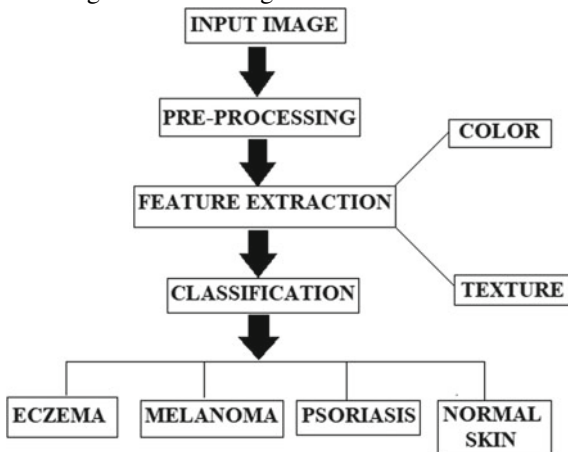 INPUT IMAGE
PRE-PROCESSING
COLOR
FEATURE EXTRACTION
CLASSIFICATION
TEXTURE
ECZEMA
MELANOMA
PSORIASIS
NORMAL
SKIN